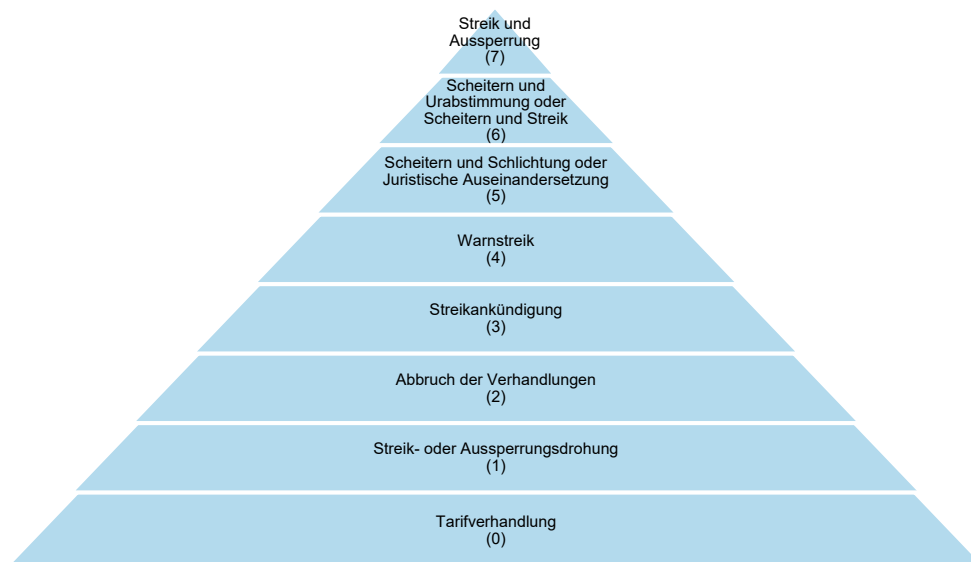 Streik und
Aussperrung
(7)
Scheitern und
Urabstimmung oder
Scheitern und Streik
(6)
Scheitern und Schlichtung oder
Juristische Auseinandersetzung
(5)
Warnstreik
(4)
Streikankündigung
(3)
Abbruch der Verhandlungen
(2)
Streik- oder Aussperrungsdrohung
(1)
Tarifverhandlung
(0)